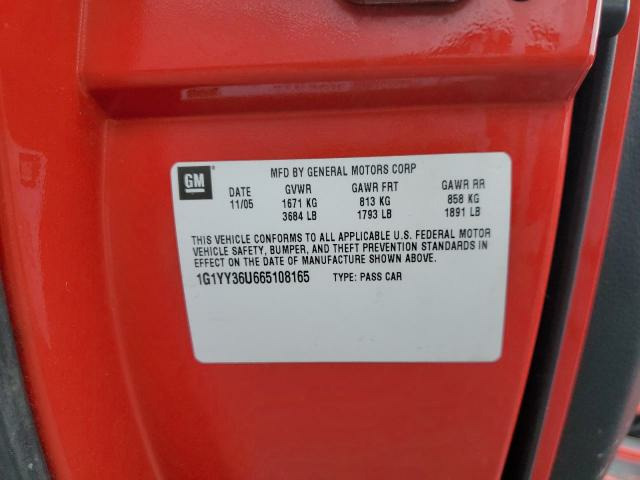 GM
MFD BY GENERAL MOTORS CORP
DATE GVWR GAWR FRT GAWR RR
11/05 1671 KG 813 KG 858 KG
3684 LB 1793 LB 1891 LB
THIS VEHICLE CONFORMS TO ALL APPLICABLE U.S. FEDERAL MOTOR
VEHICLE SAFETY, BUMPER, AND THEFT PREVENTION STANDARDS IN
EFFECT ON THE DATE OF MANUFACTURE SHOWN ABOVE.
1G1YY36U665108165 TYPE: PASS CAR